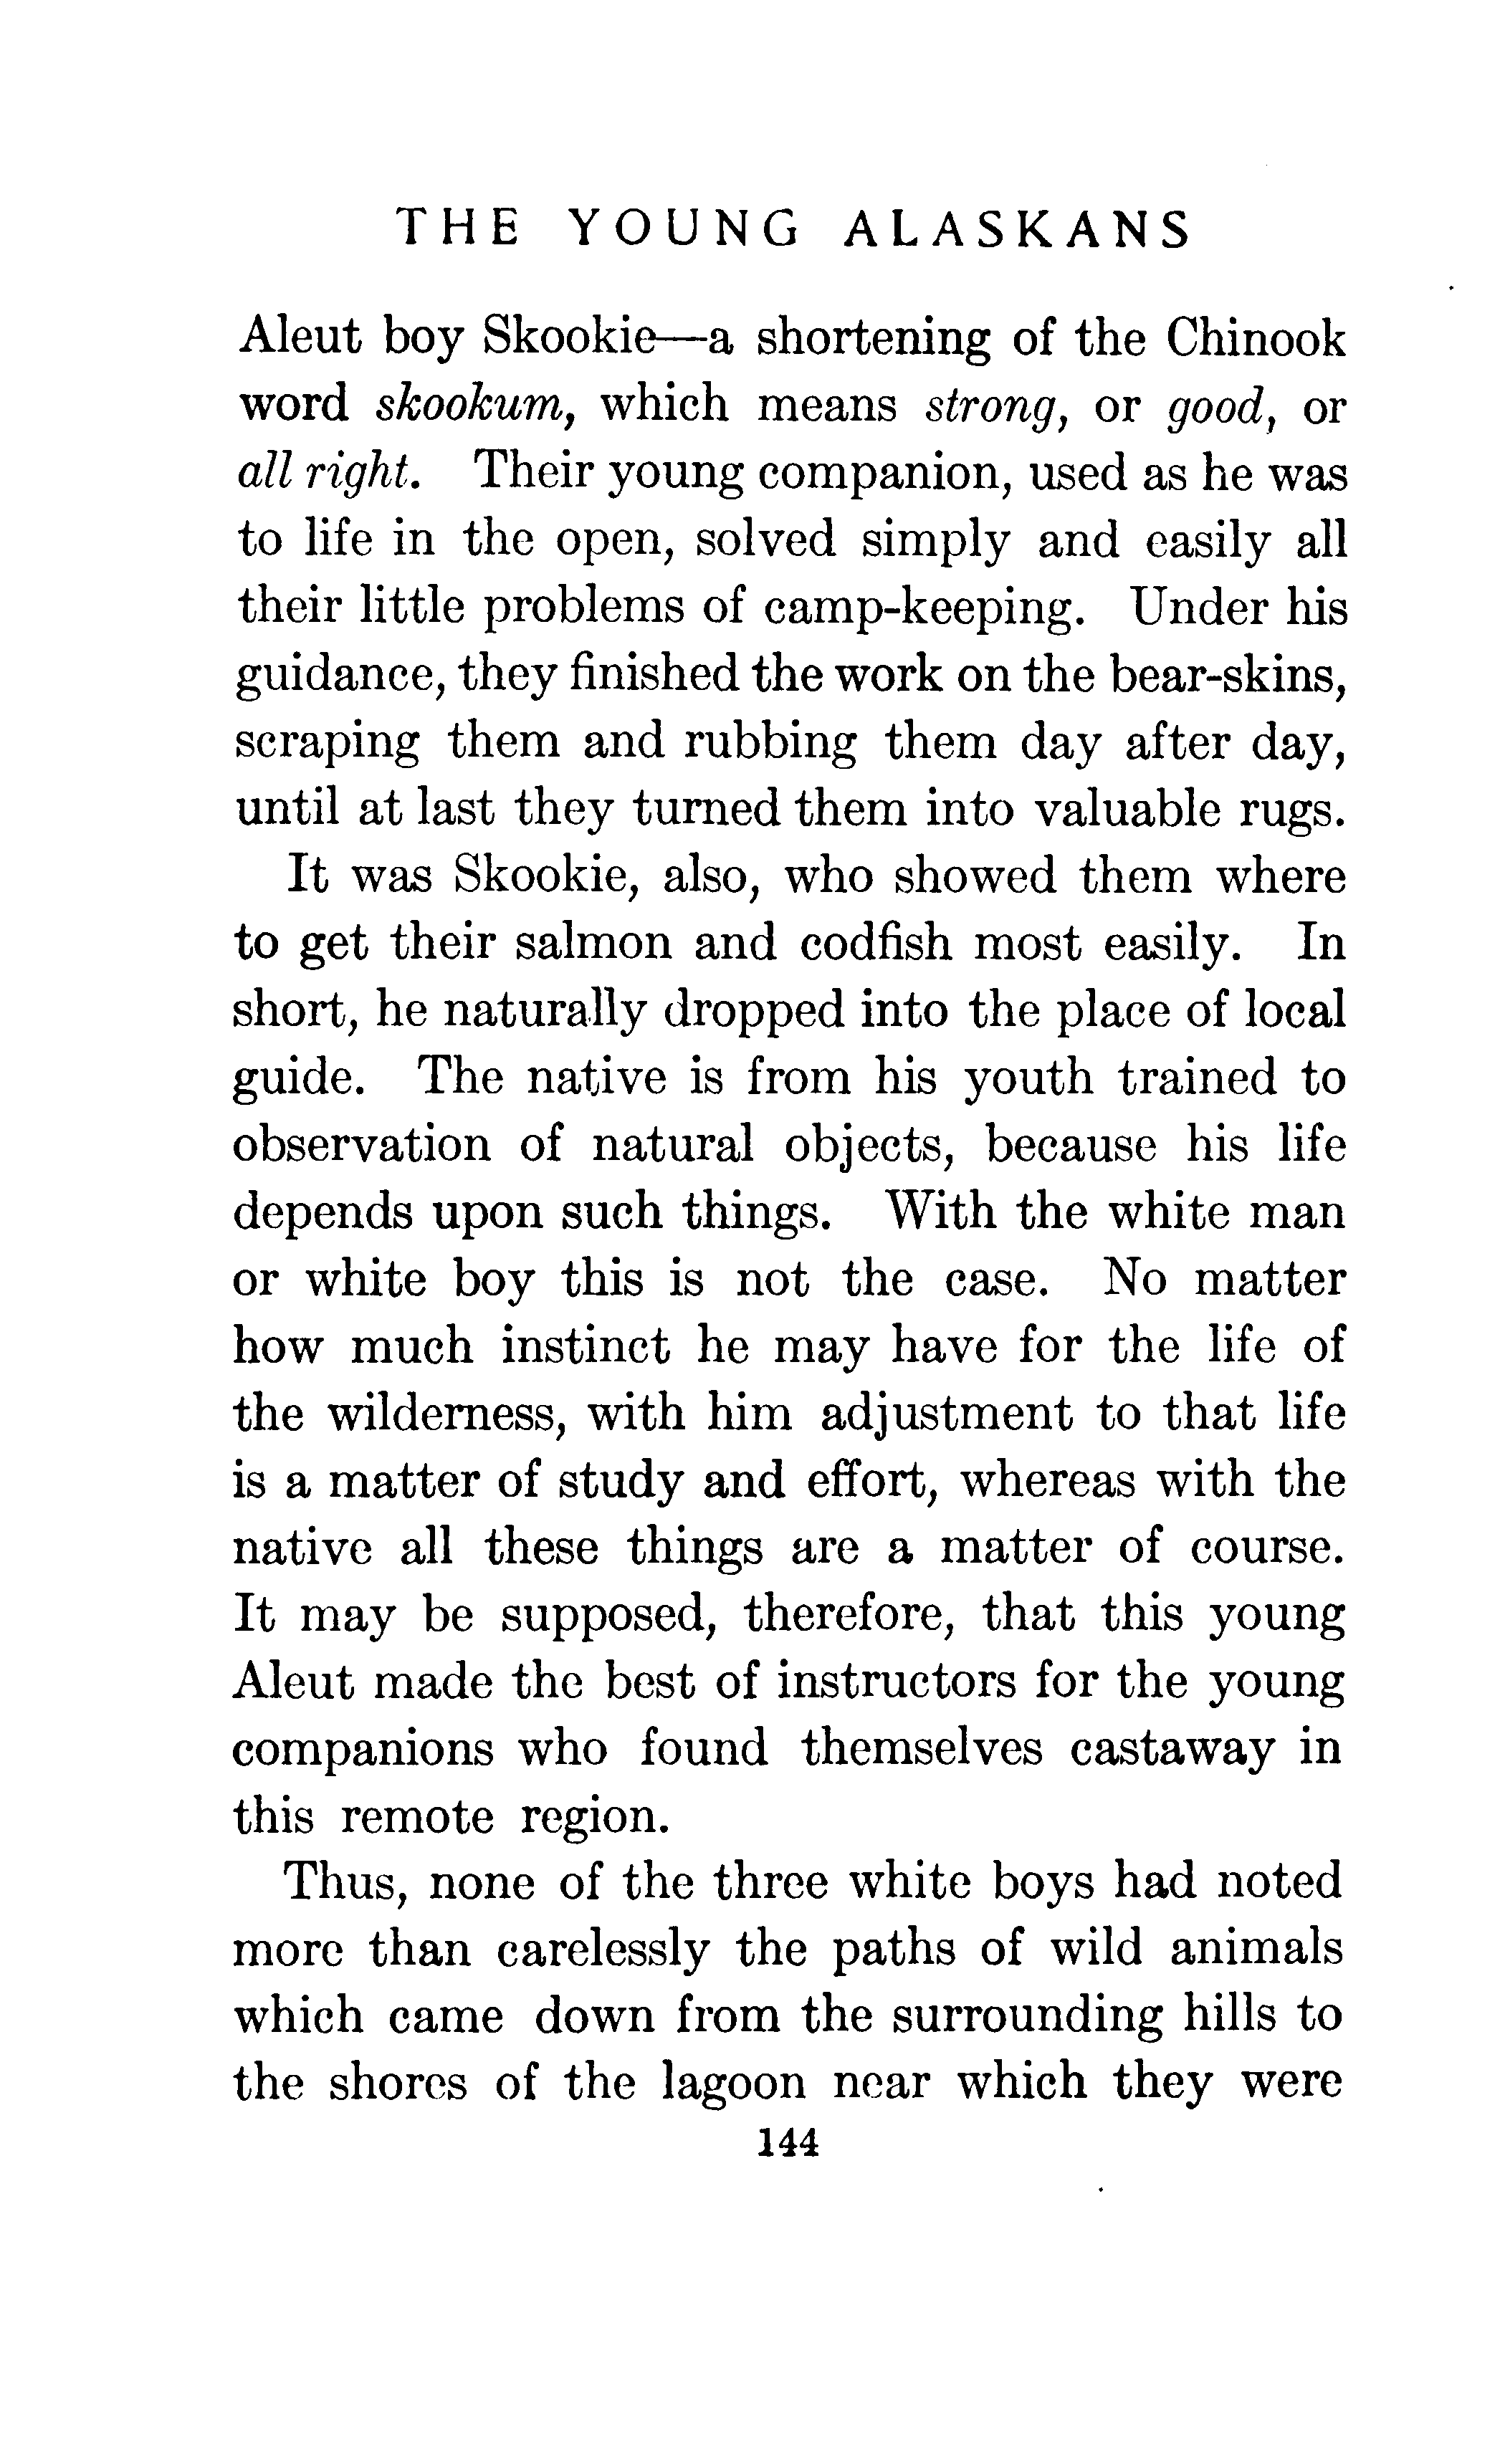 THE YOUNG ALASKANS
Aleut boy Skookie—a shortening of the Chinook
word skookum, which means strong, or good, or
all right. Their young companion, used as he was
to life in the open, solved simply and easily all
their little problems of camp-keeping. Under his
guidance, they finished the work on the bear-skins,
scraping them and rubbing them day after day,
until at last they turned them into valuable rugs.
It was Skookie, also, who showed them where
to get their salmon and codfish most easily. In
short, he naturally dropped into the place of local
guide. The native is from his youth trained to
observation of natural objects, because his life
depends upon such things. With the white man
or white boy this is not the case. No matter
how much instinct he may have for the life of
the wilderness, with him adjustment to that life
is a matter of study and effort, whereas with the
native all these things are a matter of course.
It may be supposed, therefore, that this young
Aleut made the best of instructors for the young
companions who found themselves castaway in
this remote region.
Thus, none of the three white boys had noted
more than carelessly the paths of wild animals
which came down from the surrounding hills to
the shores of the lagoon near which they were
144